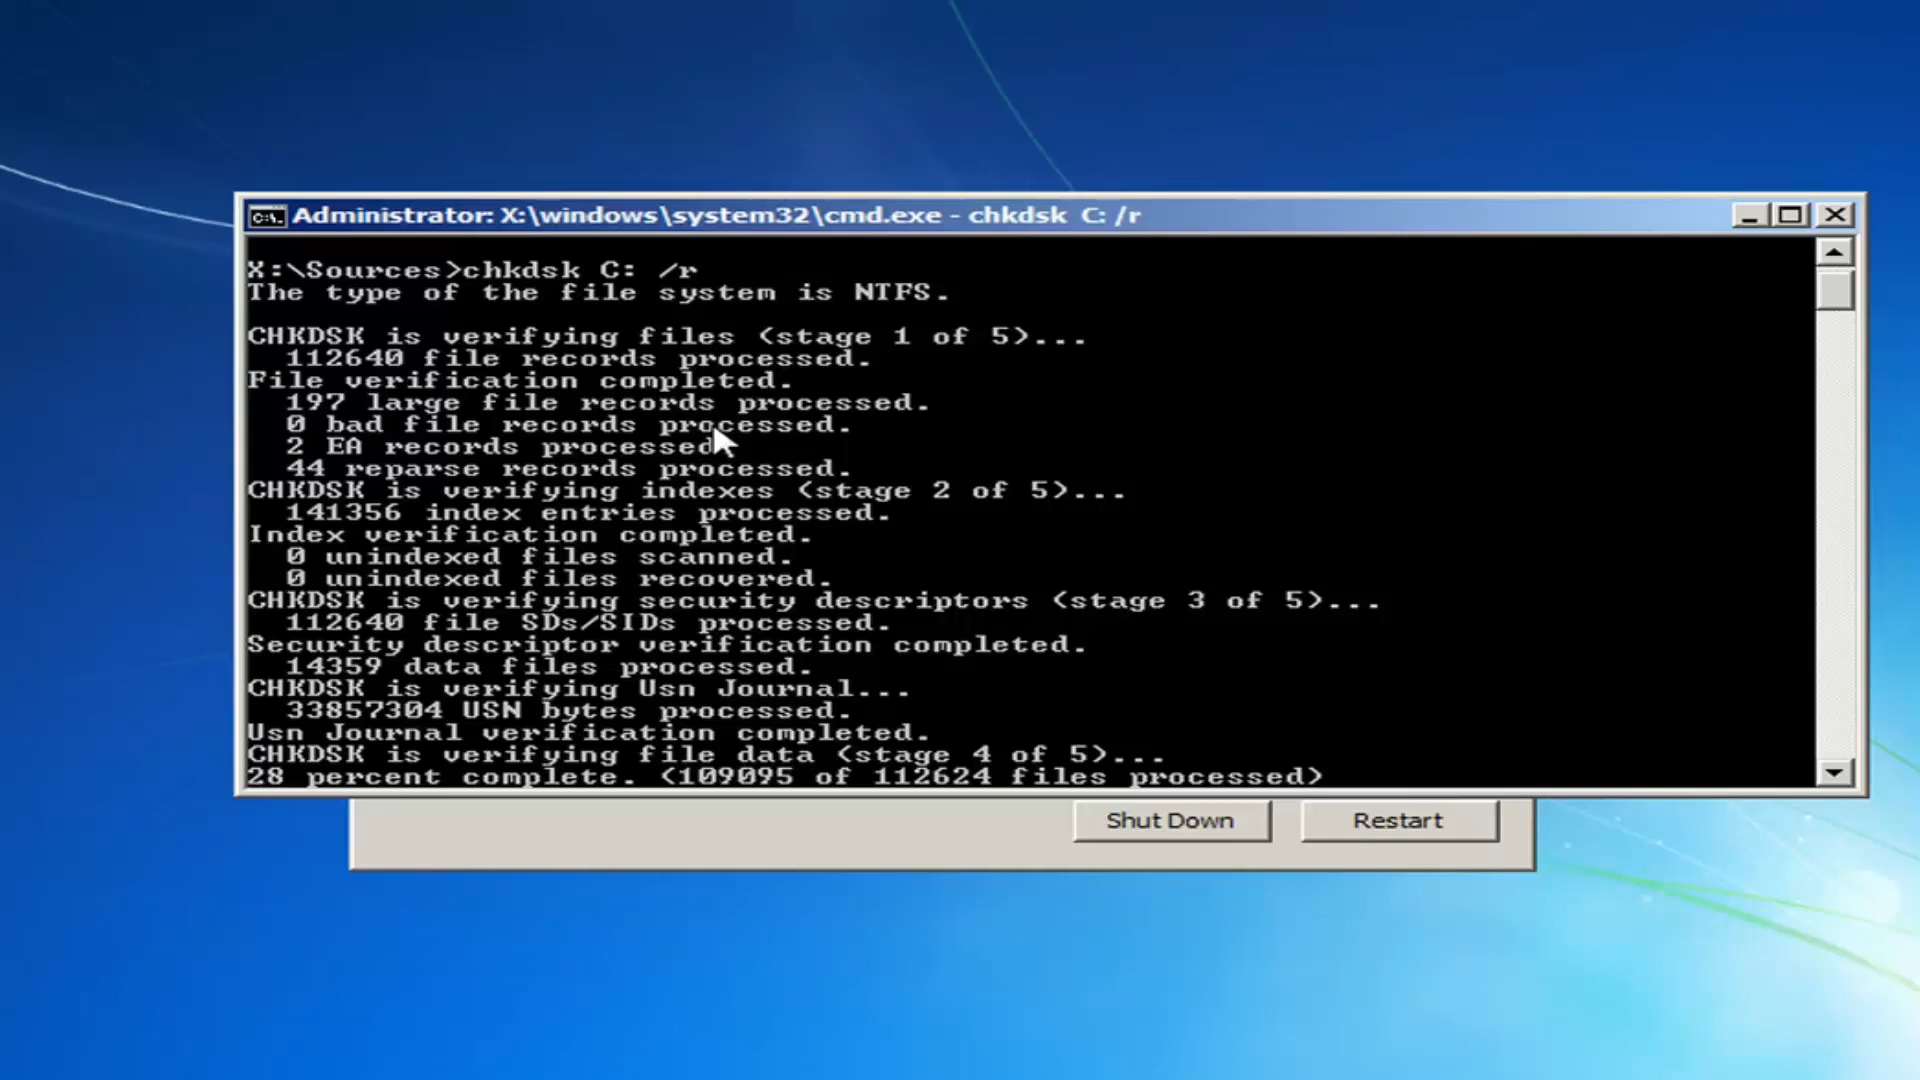 Administrator: X:\windows\system32\cmd.exe - chkdsk C: /r
X:\Sources>chkdsk C: /r
The type of the file system is NTFS.
CHKDSK is verifying files (stage 1 of 5)...
112640 file records processed.
File verification completed.
197 large file records processed.
0 bad file records processed.
2 EA records processed
44 reparse records processed.
CHKDSK is verifying indexes (stage 2 of 5)...
141356 index entries processed.
Index verification completed.
0 unindexed files scanned.
0 unindexed files recovered.
CHKDSK is verifying security descriptors (stage 3 of 5)...
112640 file SDs/SIDs processed.
Security descriptor verification completed.
14359 data files processed.
CHKDSK is verifying Usn Journal...
33857304 USN bytes processed.
Usn Journal verification completed.
CHKDSK is verifying file data (stage 4 of 5)...
28 percent complete. (109095 of 112624 files processed)
Shut Down Restart